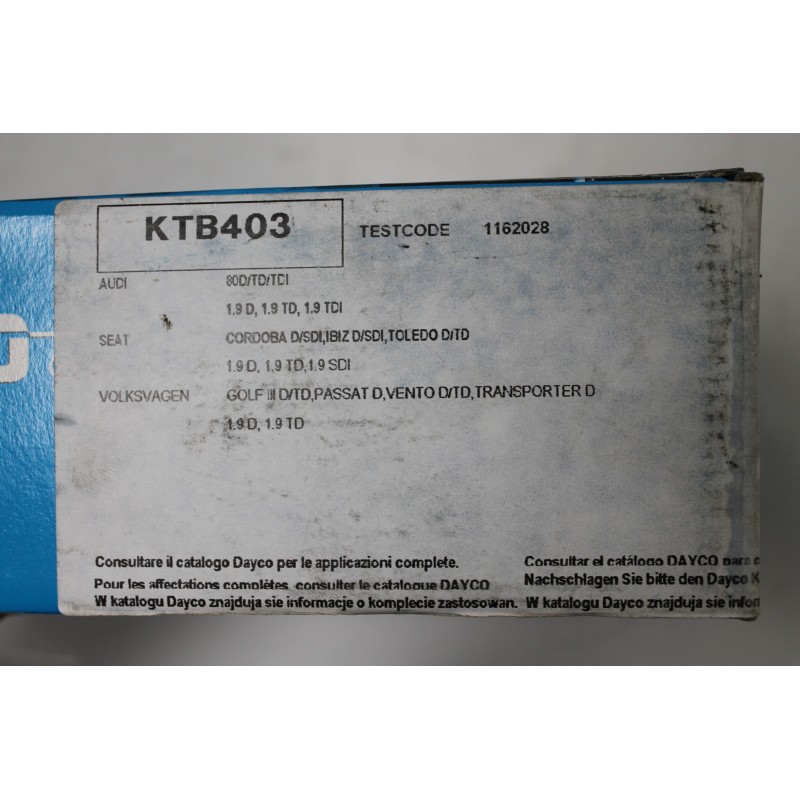 KTB403 TESTCODE 1162028
AUDI 80D/TD/TDI
1.9 D, 1.9 TD, 1.9 TDI
SEAT CORDOBA D/SDI,IBIZ D/SDI,TOLEDO D/TD
1.9 D, 1.9 TD,1.9 SDI
VOLKSVAGEN GOLF III D/TD,PASSAT D,VENTO D/TD,TRANSPORTER D
1.9 D, 1.9 TD
Consultare il catalogo Dayco per le applicazioni complete.
Pour les affectations complètes, consulter le catalogue DAYCO
W katalogu Dayco znajduja sie informacje o komplecie zastosowan.
Consultar el catálogo DAYCO para
Nachschlagen Sie bitte den Dayco K
W katalogu Dayco znajduja sie infor